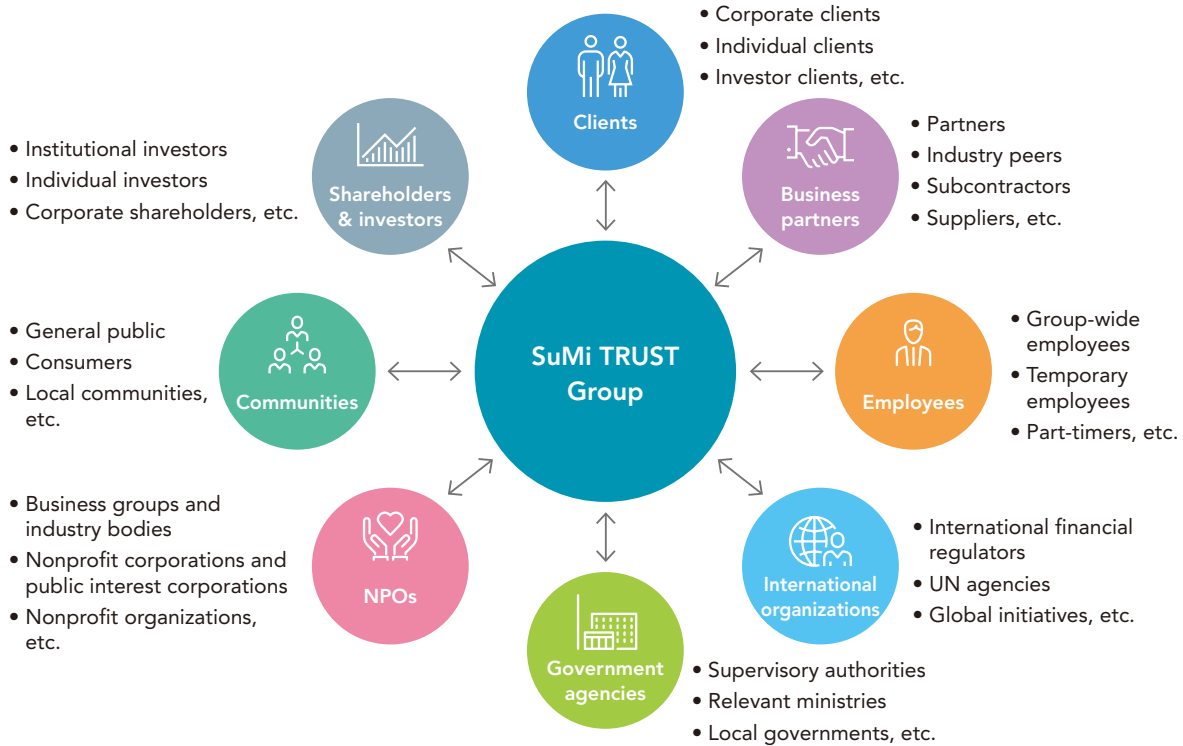 Clients
• Corporate clients
• Individual clients
• Investor clients, etc.
Business
partners
• Partners
• Industry peers
• Subcontractors
• Suppliers, etc.
Shareholders
& investors
• Institutional investors
• Individual investors
• Corporate shareholders, etc.
SuMi TRUST
Group
Communities
• General public
• Consumers
• Local communities,
etc.
Employees
• Group-wide
employees
• Temporary
employees
• Part-timers, etc.
NPOs
• Business groups and
industry bodies
• Nonprofit corporations and
public interest corporations
• Nonprofit organizations,
etc.
International
organizations
• International financial
regulators
• UN agencies
• Global initiatives, etc.
Government
agencies
• Supervisory authorities
• Relevant ministries
• Local governments, etc.